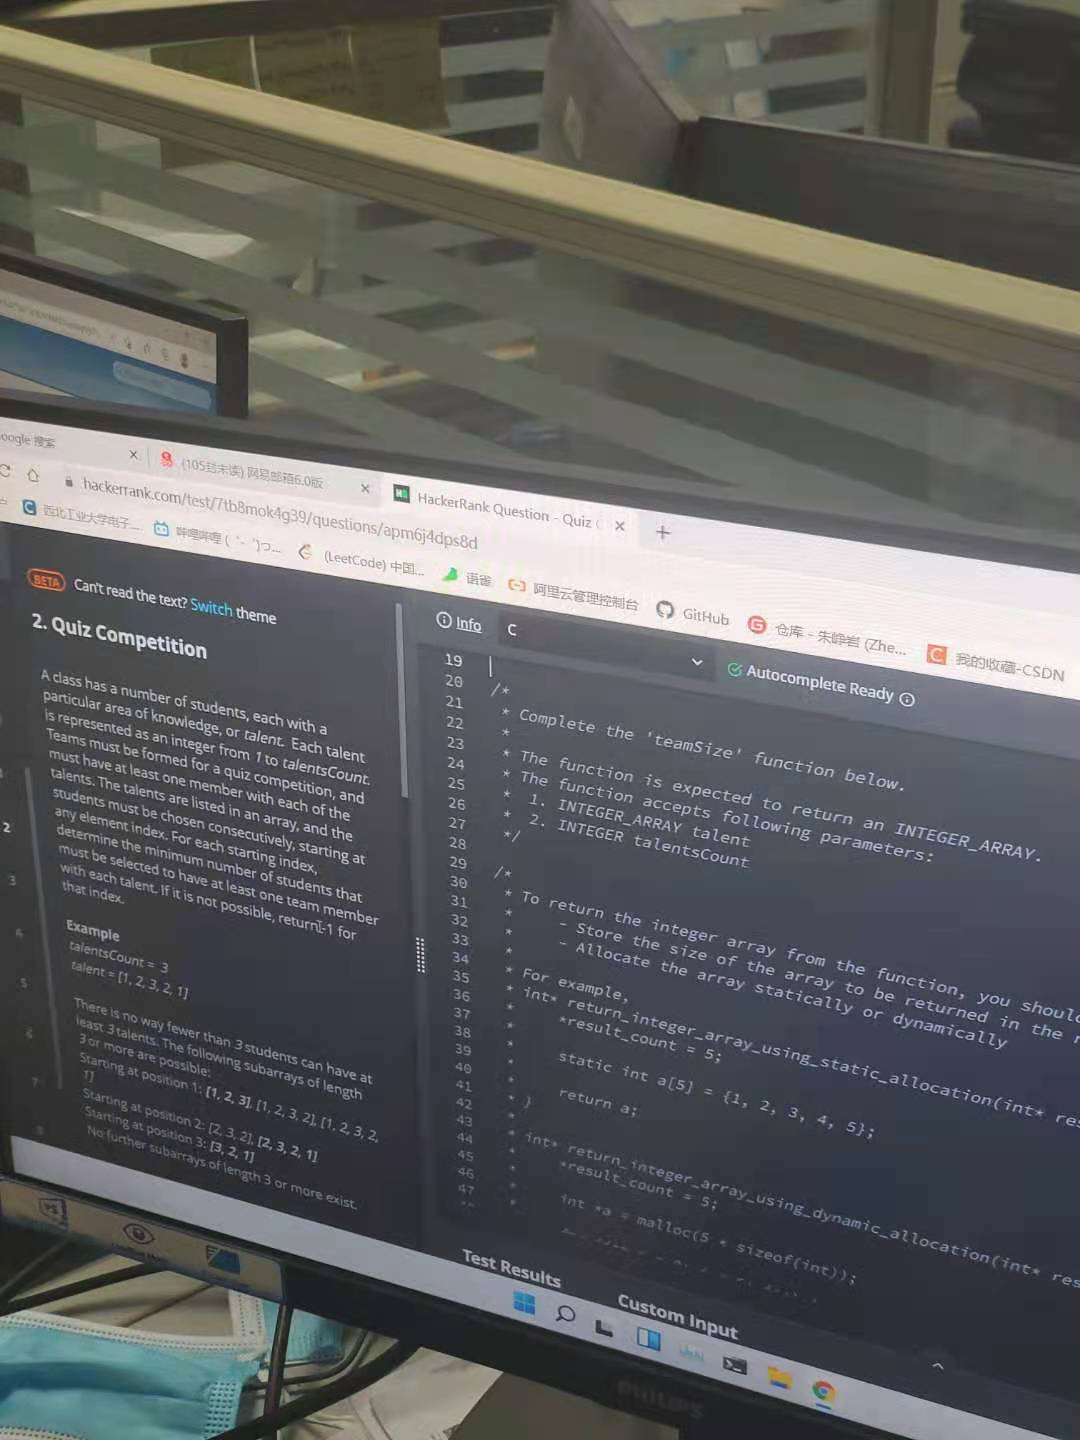 oogle 搜索
(105封未读) 网易邮箱6.0版
HackerRank Question - Quiz (
hackerrank.com/test/7tb8mok4g39/questions/apm6j4dps8d
西北工业大学电子...
哔哩哔哩 (゜-゜)つ...
(LeetCode) 中国...
语雀
阿里云管理控制台
GitHub
仓库 - 朱峥岩 (Zhe...
我的收藏-CSDN
BETA Can't read the text? Switch theme
2. Quiz Competition
A class has a number of students, each with a
particular area of knowledge, or talent. Each talent
is represented as an integer from 1 to talentsCount.
Teams must be formed for a quiz competition, and
must have at least one member with each of the
talents. The talents are listed in an array, and the
students must be chosen consecutively, starting at
any element index. For each starting index,
determine the minimum number of students that
must be selected to have at least one team member
with each talent. If it is not possible, return -1 for
that index.
Example
talentsCount = 3
talent = [1, 2, 3, 2, 1]
There is no way fewer than 3 students can have at
least 3 talents. The following subarrays of length
3 or more are possible:
Starting at position 1: [1, 2, 3], [1, 2, 3, 2], [1, 2, 3, 2,
1]
Starting at position 2: [2, 3, 2], [2, 3, 2, 1]
Starting at position 3: [3, 2, 1]
No further subarrays of length 3 or more exist.
Info
C
Autocomplete Ready
19
20 /*
21 * Complete the 'teamSize' function below.
22 *
23 * The function is expected to return an INTEGER_ARRAY.
24 * The function accepts following parameters:
25 * 1. INTEGER_ARRAY talent
26 * 2. INTEGER talentsCount
27 */
28
29 /*
30 * To return the integer array from the function, you should
31 * - Store the size of the array to be returned in the r
32 * - Allocate the array statically or dynamically
33 *
34 * For example,
35 * int* return_integer_array_using_static_allocation(int* res
36 * *result_count = 5;
37 *
38 * static int a[5] = {1, 2, 3, 4, 5};
39 *
40 * return a;
41 * }
42 *
43 * int* return_integer_array_using_dynamic_allocation(int* res
44 * *result_count = 5;
45 *
46 * int *a = malloc(5 * sizeof(int));
47
Test Results
Custom Input
PHILIPS